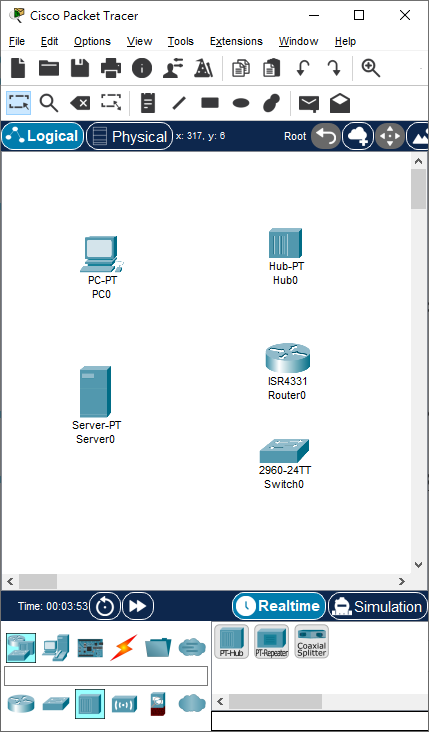 Cisco Packet Tracer
File Edit Options View Tools Extensions Window Help
Logical Physical x: 317, y: 6 Root
PC-PT
PC0
Hub-PT
Hub0
ISR4331
Router0
Server-PT
Server0
2960-24TT
Switch0
Time: 00:03:53 Realtime Simulation
PT-Hub PT-Repeater Coaxial
Splitter